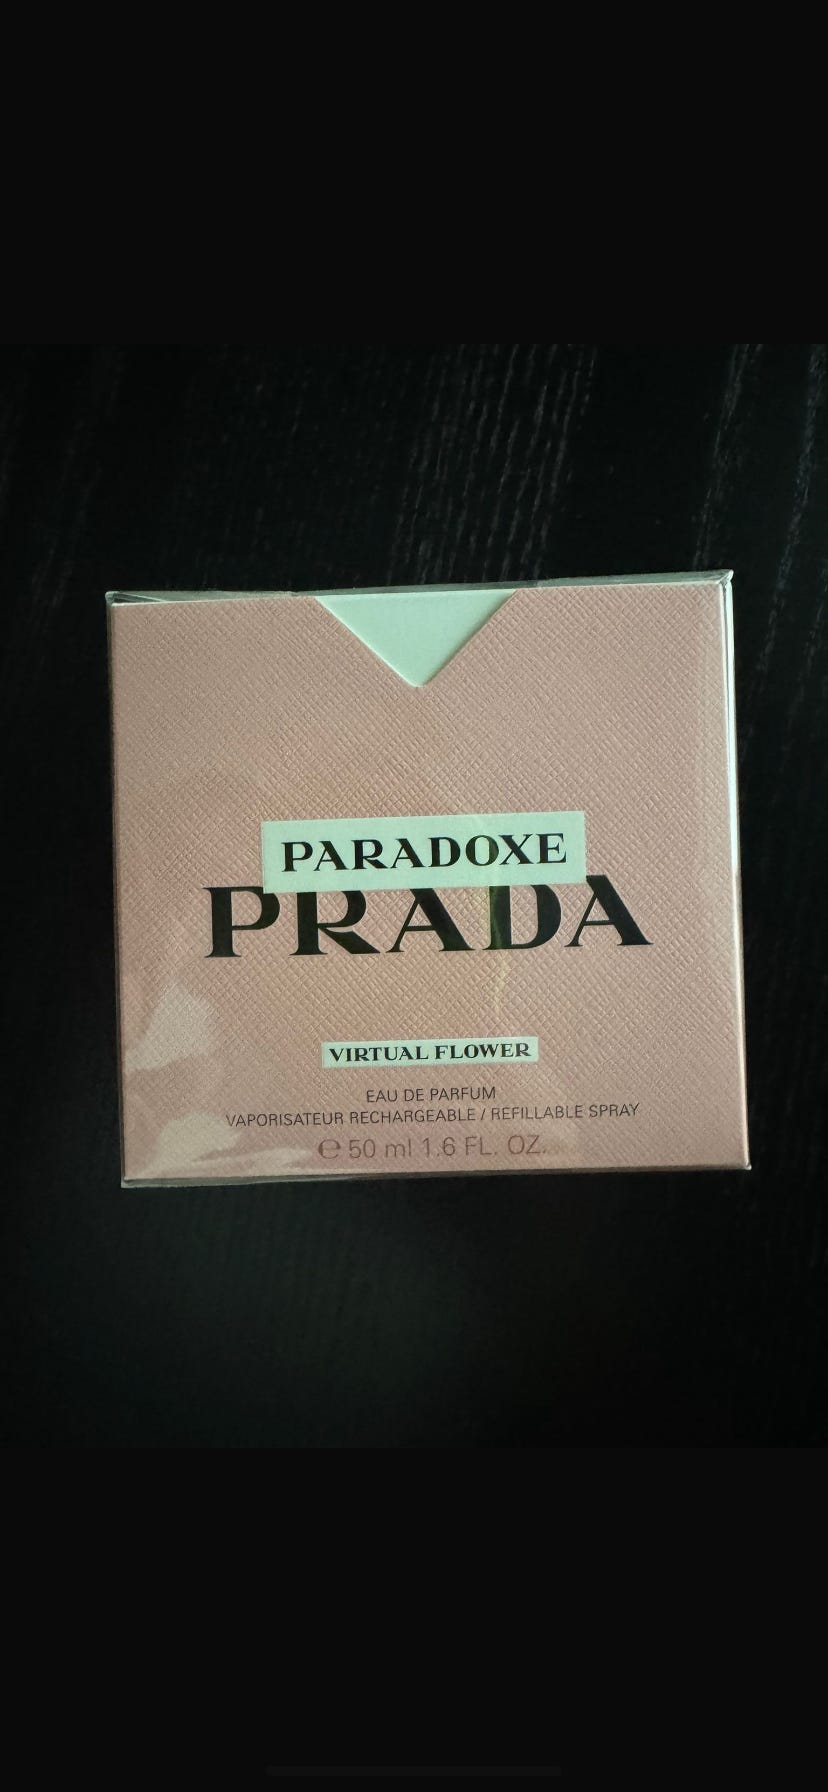 PARADOXE
PRADA
VIRTUAL FLOWER
EAU DE PARFUM
VAPORISATEUR RECHARGEABLE / REFILLABLE SPRAY
℮ 50 ml 1.6 FL. OZ.